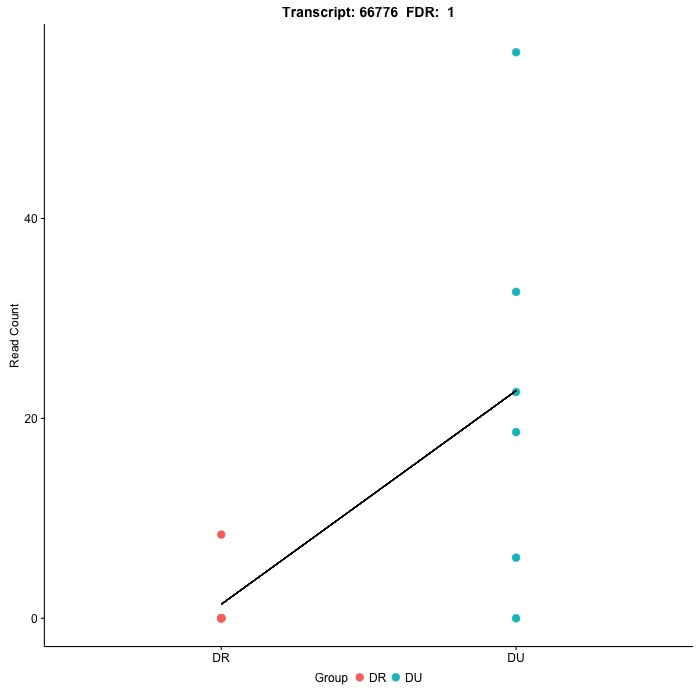 Transcript: 66776 FDR: 1
Read Count
40
20
0
DR DU
Group DR DU